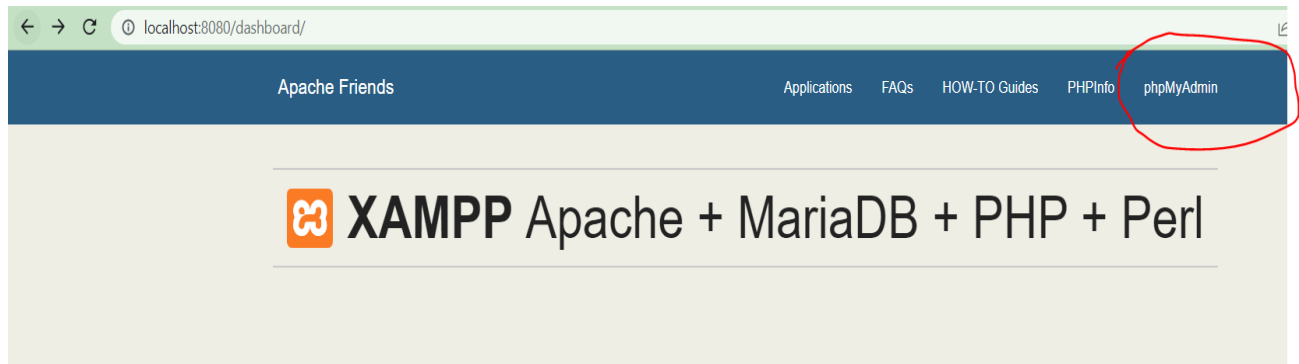 localhost:8080/dashboard/
Apache Friends Applications FAQs HOW-TO Guides PHPInfo phpMyAdmin
XAMPP Apache + MariaDB + PHP + Perl